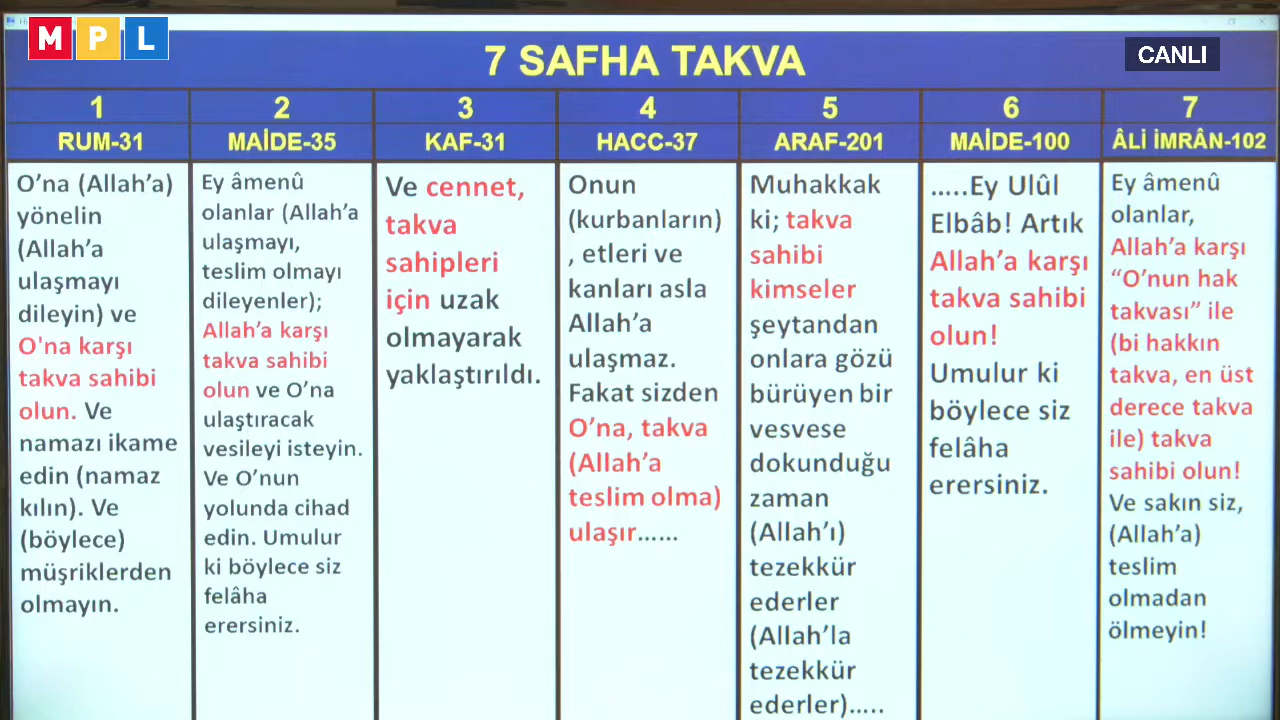 MPL
CANLI
7 SAFHA TAKVA
1
RUM-31
O’na (Allah’a)
yönelin
(Allah’a
ulaşmayı
dileyin) ve
O'na karşı
takva sahibi
olun. Ve
namazı ikame
edin (namaz
kılın). Ve
(böylece)
müşriklerden
olmayın.
2
MAİDE-35
Ey âmenû
olanlar (Allah’a
ulaşmayı,
teslim olmayı
dileyenler);
Allah’a karşı
takva sahibi
olun ve O’na
ulaştıracak
vesileyi isteyin.
Ve O’nun
yolunda cihad
edin. Umulur
ki böylece siz
felâha
erersiniz.
3
KAF-31
Ve cennet,
takva
sahipleri
için uzak
olmayarak
yaklaştırıldı.
4
HACC-37
Onun
(kurbanların)
, etleri ve
kanları asla
Allah’a
ulaşmaz.
Fakat sizden
O’na, takva
(Allah’a
teslim olma)
ulaşır......
5
ARAF-201
Muhakkak
ki; takva
sahibi
kimseler
şeytandan
onlara gözü
bürüyen bir
vesvese
dokunduğu
zaman
(Allah’ı)
tezekkür
ederler
(Allah’la
tezekkür
ederler).....
6
MAİDE-100
.....Ey Ulûl
Elbâb! Artık
Allah’a karşı
takva sahibi
olun!
Umulur ki
böylece siz
felâha
erersiniz.
7
ÂLİ İMRÂN-102
Ey âmenû
olanlar,
Allah’a karşı
“O’nun hak
takvası” ile
(bi hakkın
takva, en üst
derece takva
ile) takva
sahibi olun!
Ve sakın siz,
(Allah’a)
teslim
olmadan
ölmeyin!